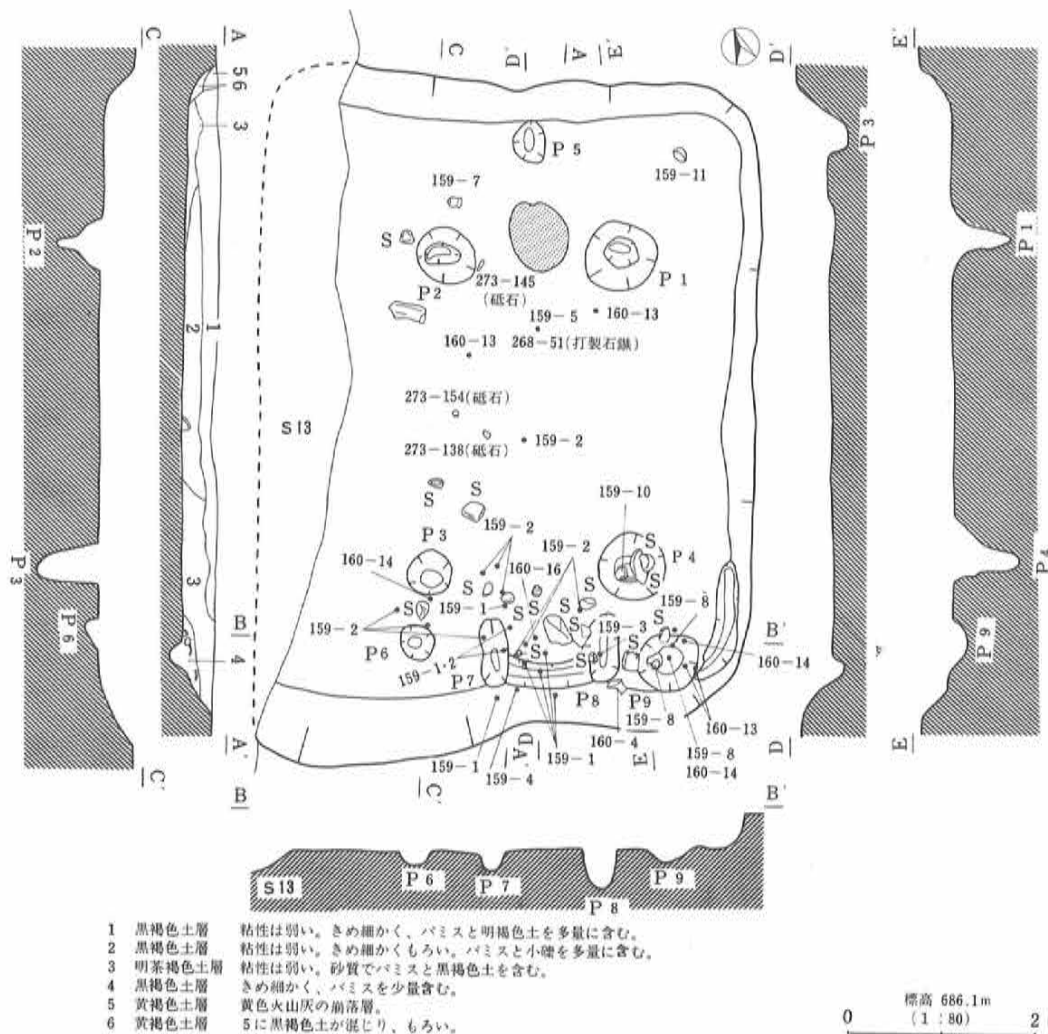 C
A
C
D'
A
E'
D'
E'
56
3
P 3
P 5
159－7
159－11
S
P 2
P 1
P 1
P 2
273－145
(砥石)
159－5
160－13
268－51(打製石鏃)
160－13
2
1
273－154(砥石)
S13
159－2
273－138(砥石)
S
S
159－10
P 3
159－2
159－2
S
P 4
P 3
160－14
160－16
S
S
P 4
3
S
S
159－8
P 6
S
159－1
S
S
159－3
S
B
B
159－2
B'
4
P6
S
S
160－14
P 9
159－1·2
P7
P8
P9
160－13
159－8
A'
B
159－1
159－4
A'
D
159－1
160－4
E
159－8
160－14
D
E
C'
C'
B'
S13
P 6
P 7
P 8
P 9
1 黒褐色土層 粘性は弱い。きめ細かく、パミスと明褐色土を多量に含む。
2 黒褐色土層 粘性は弱い。きめ細かくもろい。パミスと小礫を多量に含む。
3 明茶褐色土層 粘性は弱い。砂質でパミスと黒褐色土を含む。
4 黒褐色土層 きめ細かく、パミスを少量含む。
5 黄褐色土層 黄色火山灰の崩落層。
6 黄褐色土層 5に黒褐色土が混じり、もろい。
標高 686.1m
0 (1：80) 2